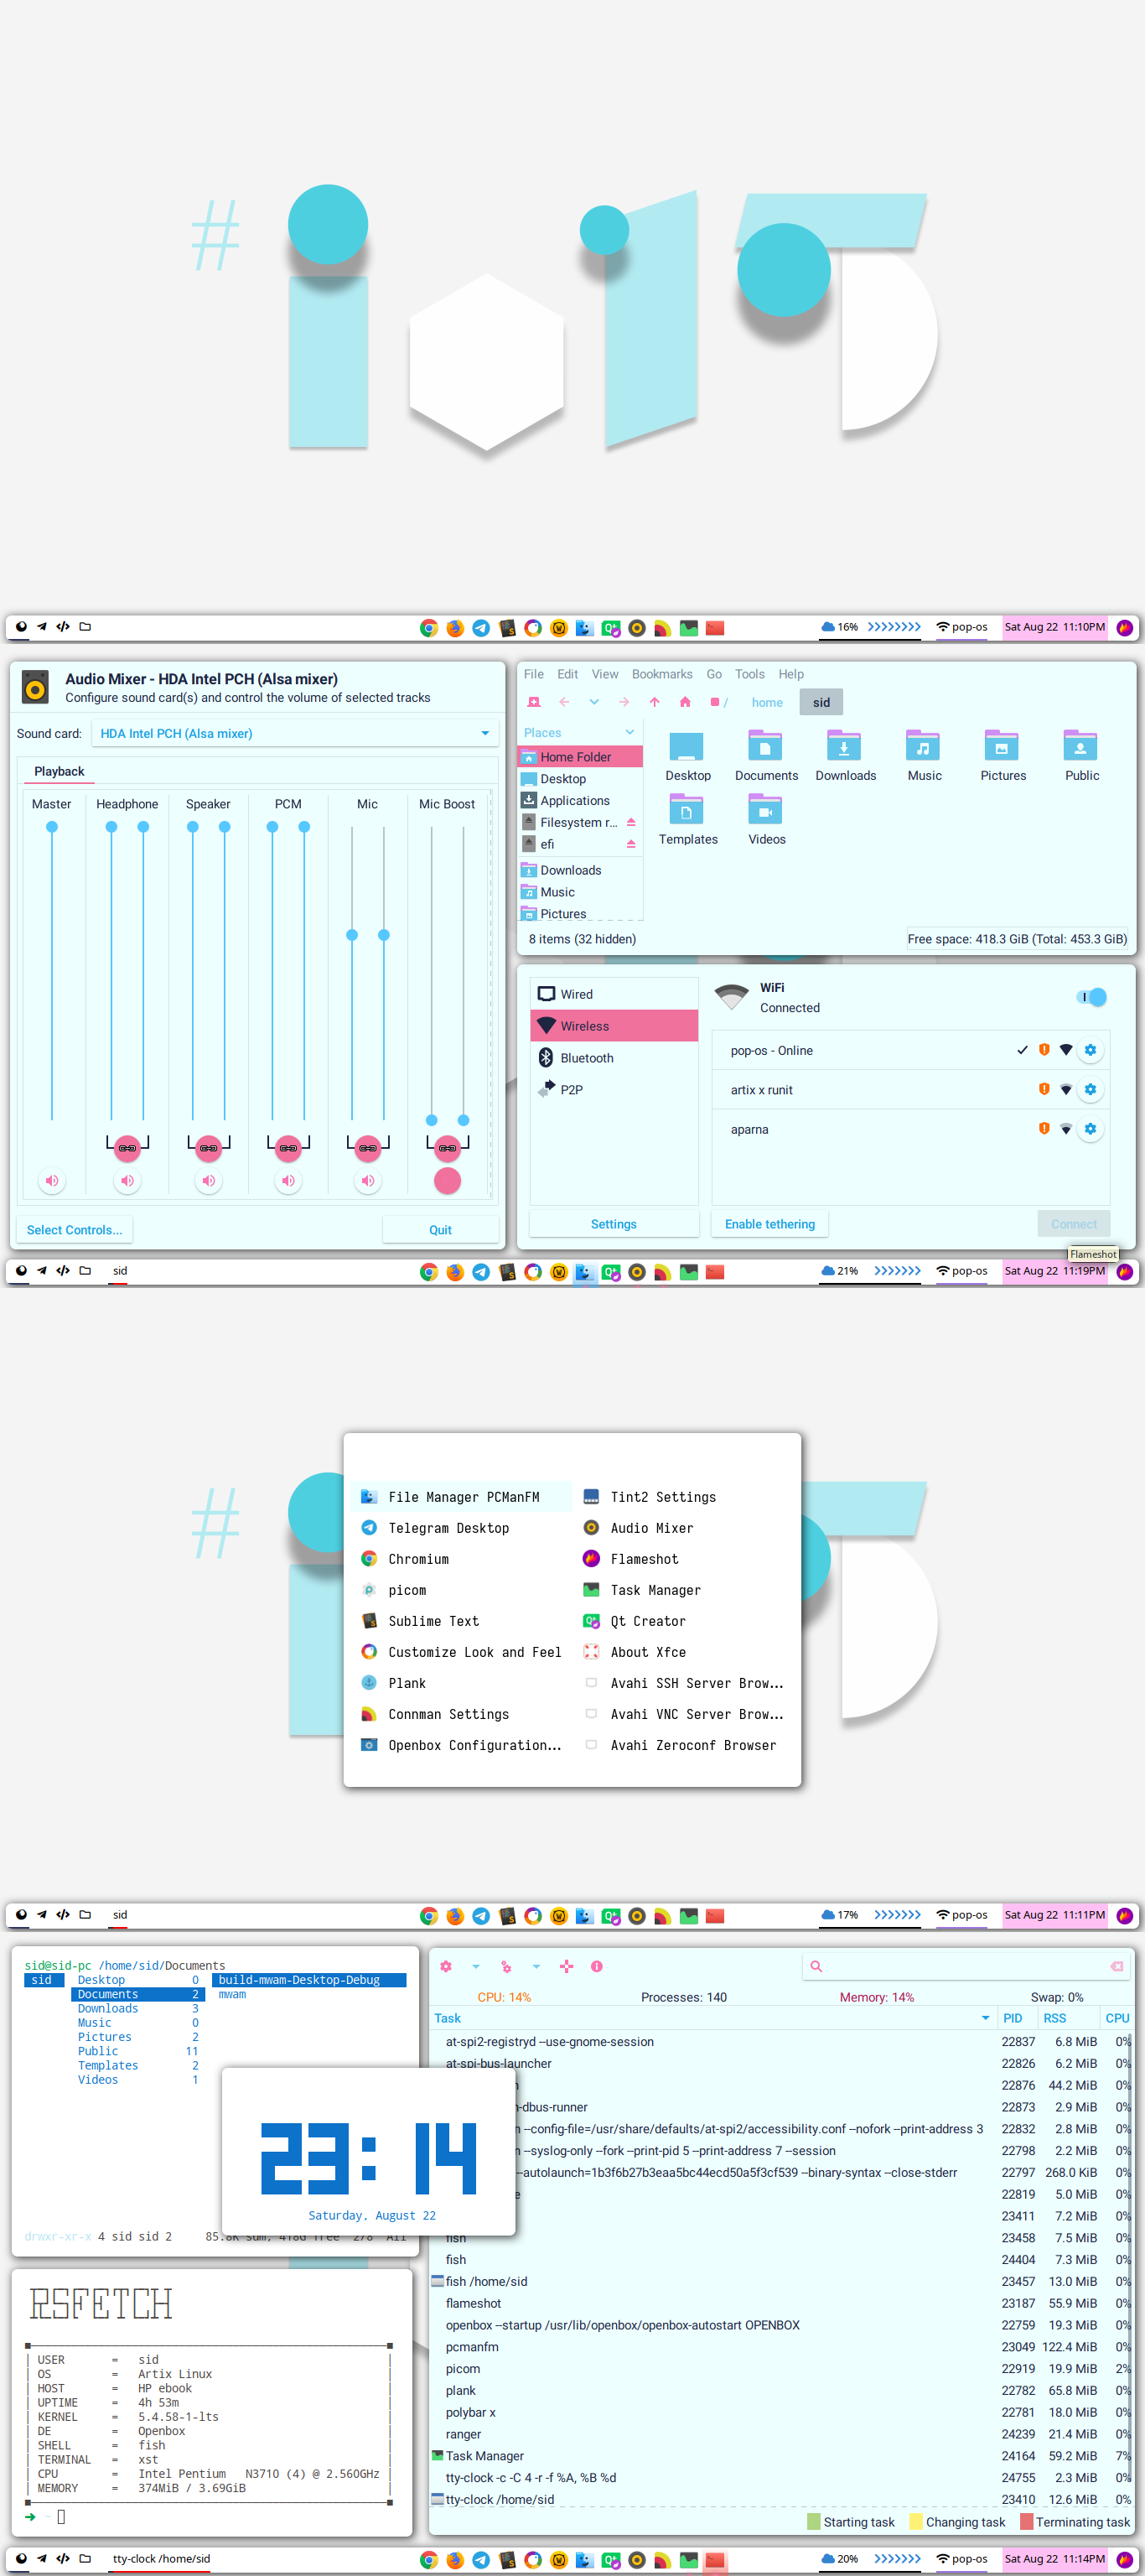 # io15
16% pop-os Sat Aug 22 11:10PM
Audio Mixer - HDA Intel PCH (Alsa mixer)
Configure sound card(s) and control the volume of selected tracks
Sound card: HDA Intel PCH (Alsa mixer)
Playback
Master Headphone Speaker PCM Mic Mic Boost
Select Controls... Quit
File Edit View Bookmarks Go Tools Help
/ home sid
Places
Home Folder
Desktop
Applications
Filesystem r...
efi
Downloads
Music
Pictures
Desktop Documents Downloads Music Pictures Public
Templates Videos
8 items (32 hidden) Free space: 418.3 GiB (Total: 453.3 GiB)
Wired
Wireless
Bluetooth
P2P
Settings
WiFi
Connected
pop-os - Online
artix x runit
aparna
Enable tethering Connect
Flameshot
sid 21% pop-os Sat Aug 22 11:19PM
#
File Manager PCManFM
Telegram Desktop
Chromium
picom
Sublime Text
Customize Look and Feel
Plank
Connman Settings
Openbox Configuration...
Tint2 Settings
Audio Mixer
Flameshot
Task Manager
Qt Creator
About Xfce
Avahi SSH Server Brow...
Avahi VNC Server Brow...
Avahi Zeroconf Browser
sid 17% pop-os Sat Aug 22 11:11PM
sid@sid-pc /home/sid/Documents
sid Desktop 0 build-mwam-Desktop-Debug
Documents 2 mwam
Downloads 3
Music 0
Pictures 2
Public 11
Templates 2
Videos 1
drwxr-xr-x 4 sid sid 2 85.8K sum, 418G free 2/8 All
23:14
Saturday, August 22
USER = sid
OS = Artix Linux
HOST = HP ebook
UPTIME = 4h 53m
KERNEL = 5.4.58-1-lts
DE = Openbox
SHELL = fish
TERMINAL = xst
CPU = Intel Pentium N3710 (4) @ 2.560GHz
MEMORY = 374MiB / 3.69GiB
➜ ~
CPU: 14% Processes: 140 Memory: 14% Swap: 0%
Task PID RSS CPU
at-spi2-registryd --use-gnome-session 22837 6.8 MiB 0%
at-spi-bus-launcher 22826 6.2 MiB 0%
22876 44.2 MiB 0%
-dbus-runner 22873 2.9 MiB 0%
--config-file=/usr/share/defaults/at-spi2/accessibility.conf --nofork --print-address 3 22832 2.8 MiB 0%
--syslog-only --fork --print-pid 5 --print-address 7 --session 22798 2.2 MiB 0%
--autolaunch=1b3f6b27b3eaa5bc44ecd50a5f3cf539 --binary-syntax --close-stderr 22797 268.0 KiB 0%
22819 5.0 MiB 0%
23411 7.2 MiB 0%
fish 23458 7.5 MiB 0%
fish 24404 7.3 MiB 0%
fish /home/sid 23457 13.0 MiB 0%
flameshot 23187 55.9 MiB 0%
openbox --startup /usr/lib/openbox/openbox-autostart OPENBOX 22759 19.3 MiB 0%
pcmanfm 23049 122.4 MiB 0%
picom 22919 19.9 MiB 2%
plank 22782 65.8 MiB 0%
polybar x 22781 18.0 MiB 0%
ranger 24239 21.4 MiB 0%
Task Manager 24164 59.2 MiB 7%
tty-clock -c -C 4 -r -f %A, %B %d 24755 2.3 MiB 0%
tty-clock /home/sid 23410 12.6 MiB 0%
Starting task Changing task Terminating task
tty-clock /home/sid 20% pop-os Sat Aug 22 11:14PM